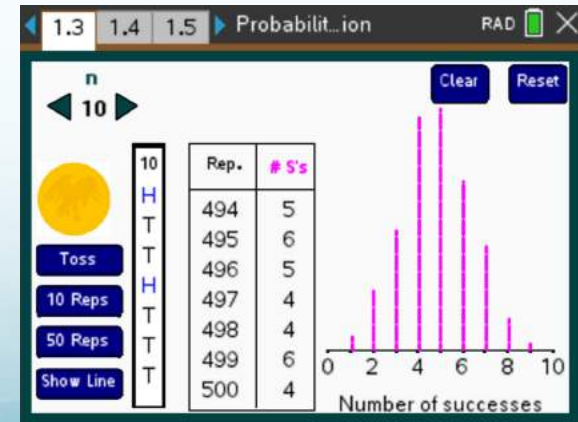 1.3 1.4 1.5 Probabilit...ion RAD
n
10
Clear Reset
Toss
10 Reps
50 Reps
Show Line
10
H
T
T
H
T
T
T
Rep. # S's
494 5
495 6
496 5
497 4
498 4
499 6
500 4
0 2 4 6 8 10
Number of successes